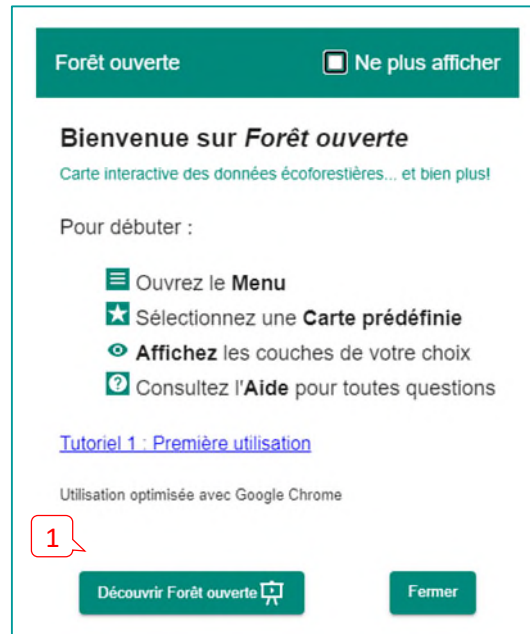 Forêt ouverte Ne plus afficher
Bienvenue sur Forêt ouverte
Carte interactive des données écoforestières... et bien plus!
Pour débuter :
Ouvrez le Menu
Sélectionnez une Carte prédéfinie
Affichez les couches de votre choix
Consultez l'Aide pour toutes questions
Tutoriel 1 : Première utilisation
Utilisation optimisée avec Google Chrome
1
Découvrir Forêt ouverte Fermer